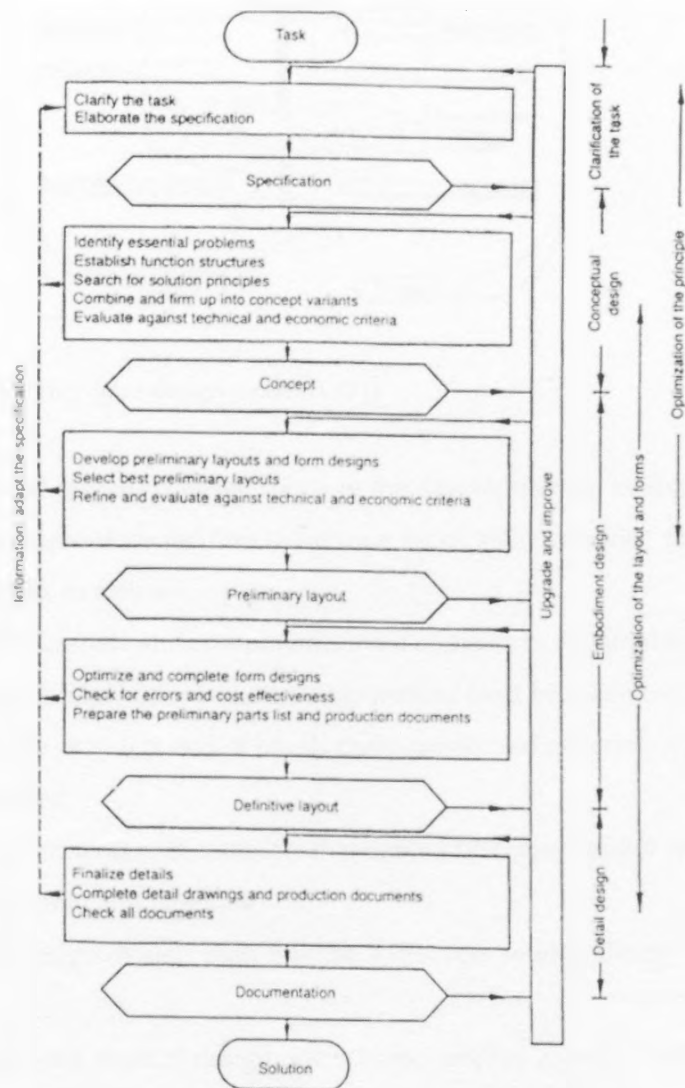 Task
Clarify the task
Elaborate the specification
Specification
Identify essential problems
Establish function structures
Search for solution principles
Combine and firm up into concept variants
Evaluate against technical and economic criteria
Concept
Develop preliminary layouts and form designs
Select best preliminary layouts
Refine and evaluate against technical and economic criteria
Preliminary layout
Optimize and complete form designs
Check for errors and cost effectiveness
Prepare the preliminary parts list and production documents
Definitive layout
Finalize details
Complete detail drawings and production documents
Check all documents
Documentation
Solution
Information: adapt the specification
Upgrade and improve
Clarification of
the task
Conceptual
design
Embodiment design
Detail design
Optimization of the layout and forms
Optimization of the principle